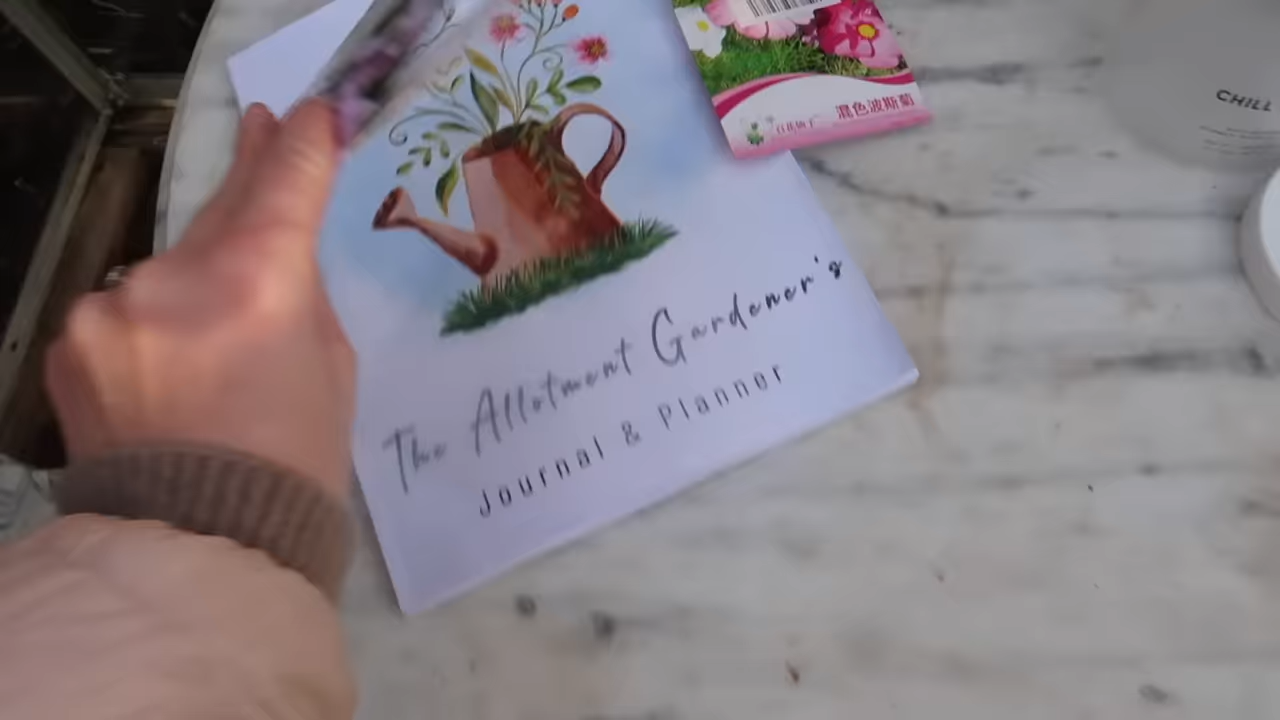 混色波斯菊
CHILL
The Allotment Gardener's
Journal & Planner